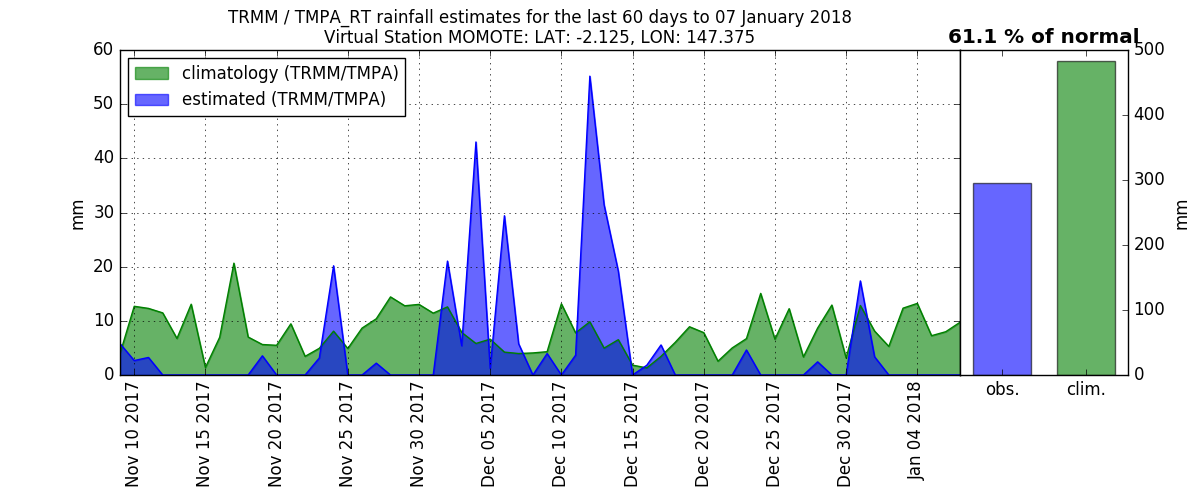 TRMM / TMPA_RT rainfall estimates for the last 60 days to 07 January 2018
Virtual Station MOMOTE: LAT: -2.125, LON: 147.375
61.1 % of normal
climatology (TRMM/TMPA)
estimated (TRMM/TMPA)
60
50
40
30
20
10
0
mm
Nov 10 2017
Nov 15 2017
Nov 20 2017
Nov 25 2017
Nov 30 2017
Dec 05 2017
Dec 10 2017
Dec 15 2017
Dec 20 2017
Dec 25 2017
Dec 30 2017
Jan 04 2018
obs.
clim.
500
400
300
200
100
0
mm